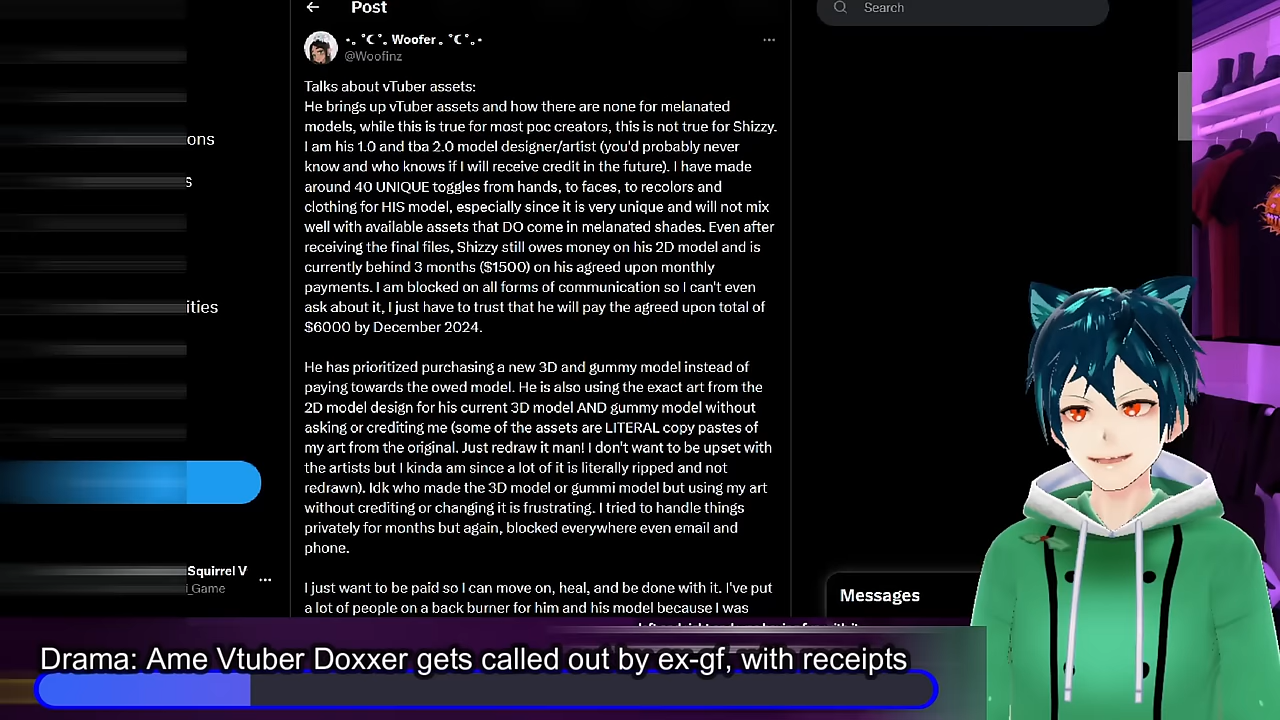 Post
Search
Woofer
@Woofinz
Talks about vTuber assets:
He brings up vTuber assets and how there are none for melanated
models, while this is true for most poc creators, this is not true for Shizzy.
I am his 1.0 and tba 2.0 model designer/artist (you'd probably never
know and who knows if I will receive credit in the future). I have made
around 40 UNIQUE toggles from hands, to faces, to recolors and
clothing for HIS model, especially since it is very unique and will not mix
well with available assets that DO come in melanated shades. Even after
receiving the final files, Shizzy still owes money on his 2D model and is
currently behind 3 months ($1500) on his agreed upon monthly
payments. I am blocked on all forms of communication so I can't even
ask about it, I just have to trust that he will pay the agreed upon total of
$6000 by December 2024.
He has prioritized purchasing a new 3D and gummy model instead of
paying towards the owed model. He is also using the exact art from the
2D model design for his current 3D model AND gummy model without
asking or crediting me (some of the assets are LITERAL copy pastes of
my art from the original. Just redraw it man! I don't want to be upset with
the artists but I kinda am since a lot of it is literally ripped and not
redrawn). Idk who made the 3D model or gummi model but using my art
without crediting or changing it is frustrating. I tried to handle things
privately for months but again, blocked everywhere even email and
phone.
I just want to be paid so I can move on, heal, and be done with it. I've put
a lot of people on a back burner for him and his model because I was
ons
s
ities
Squirrel V
i_Game
Messages
Drama: Ame Vtuber Doxxer gets called out by ex-gf, with receipts